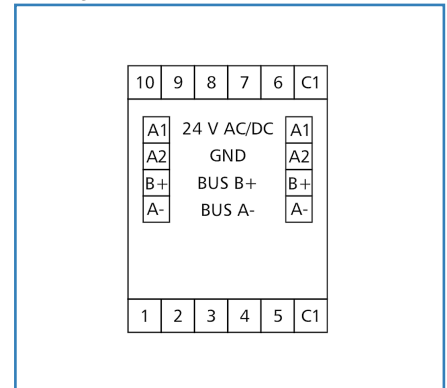 10 9 8 7 6 C1
A1 24 V AC/DC A1
A2 GND A2
B+ BUS B+ B+
A- BUS A- A-
1 2 3 4 5 C1